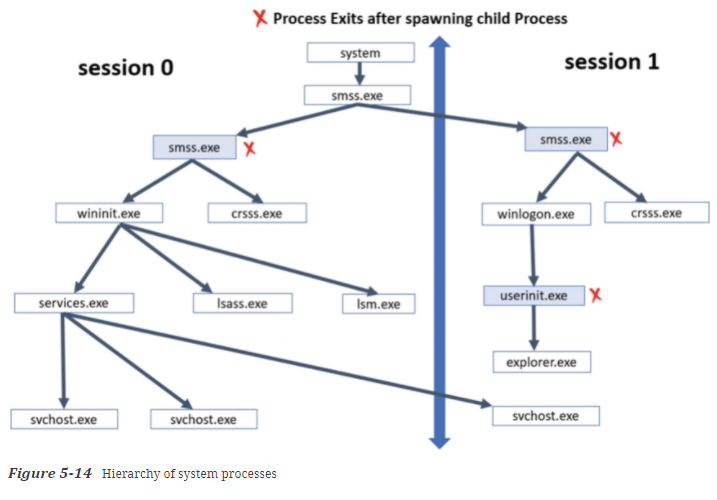 X Process Exits after spawning child Process
session 0
system
session 1
smss.exe
smss.exe X
smss.exe X
wininit.exe
crsss.exe
winlogon.exe
crsss.exe
services.exe
lsass.exe
lsm.exe
userinit.exe X
explorer.exe
svchost.exe
svchost.exe
svchost.exe
Figure 5-14 Hierarchy of system processes